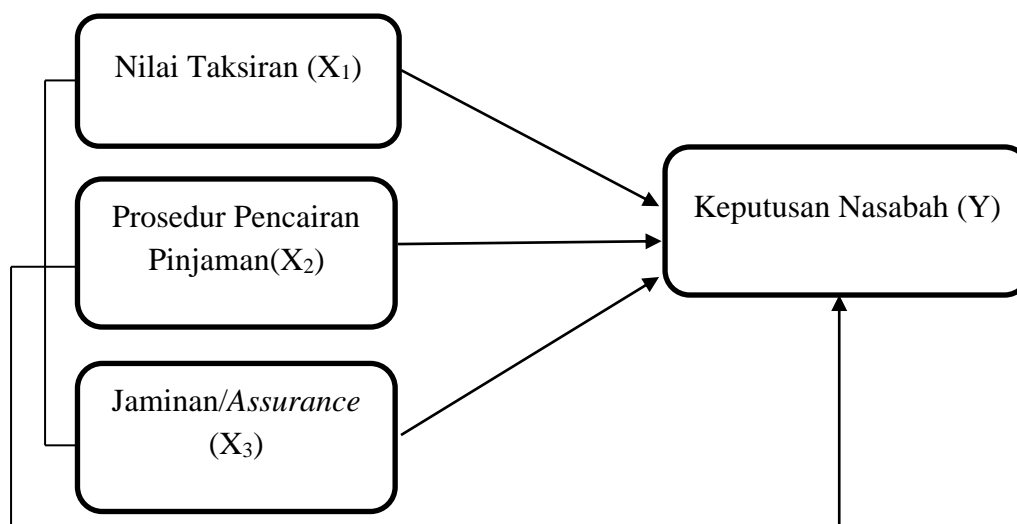 Nilai Taksiran (X₁)
Prosedur Pencairan
Pinjaman(X₂)
Jaminan/Assurance
(X₃)
Keputusan Nasabah (Y)